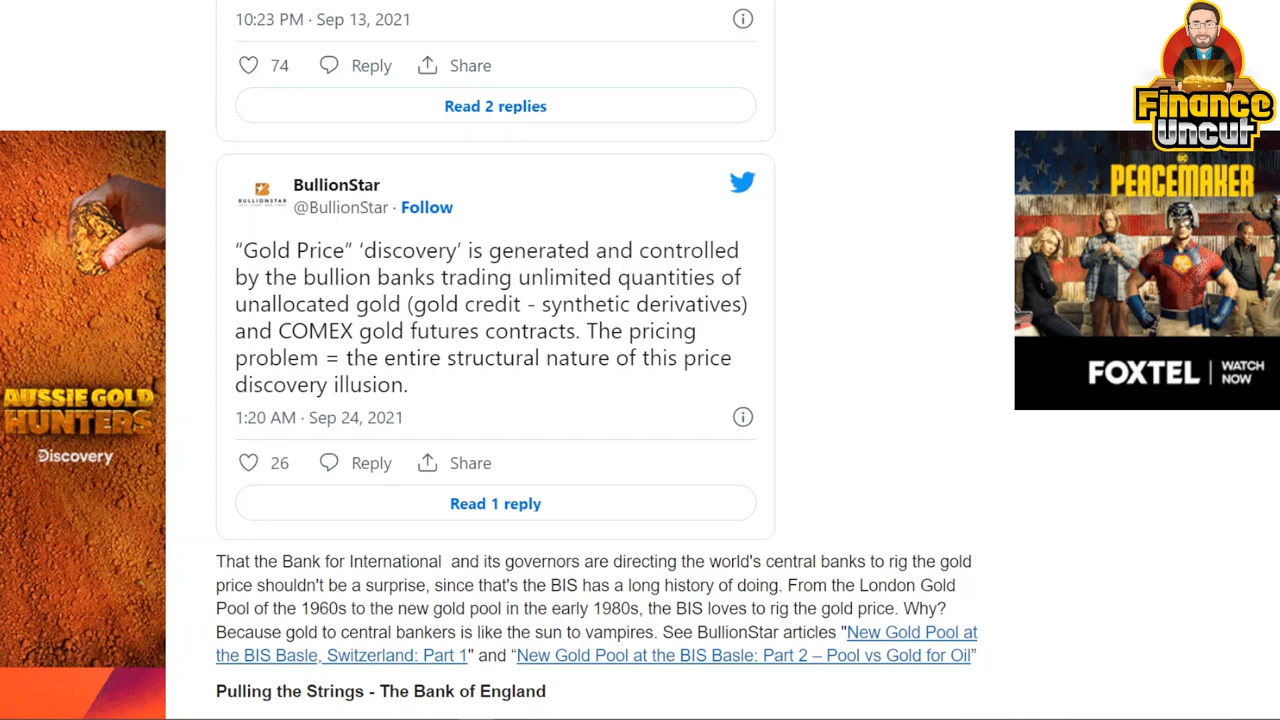 10:23 PM · Sep 13, 2021
74 Reply Share
Read 2 replies
Finance
Uncut
BullionStar
@BullionStar · Follow
BULLIONSTAR
“Gold Price” ‘discovery’ is generated and controlled
by the bullion banks trading unlimited quantities of
unallocated gold (gold credit - synthetic derivatives)
and COMEX gold futures contracts. The pricing
problem = the entire structural nature of this price
discovery illusion.
1:20 AM · Sep 24, 2021
26 Reply Share
Read 1 reply
That the Bank for International and its governors are directing the world's central banks to rig the gold
price shouldn't be a surprise, since that's the BIS has a long history of doing. From the London Gold
Pool of the 1960s to the new gold pool in the early 1980s, the BIS loves to rig the gold price. Why?
Because gold to central bankers is like the sun to vampires. See BullionStar articles "New Gold Pool at
the BIS Basle, Switzerland: Part 1" and “New Gold Pool at the BIS Basle: Part 2 – Pool vs Gold for Oil”
Pulling the Strings - The Bank of England
AUSSIE GOLD
HUNTERS
Discovery
DC
PEACEMAKER
FOXTEL | WATCH
NOW